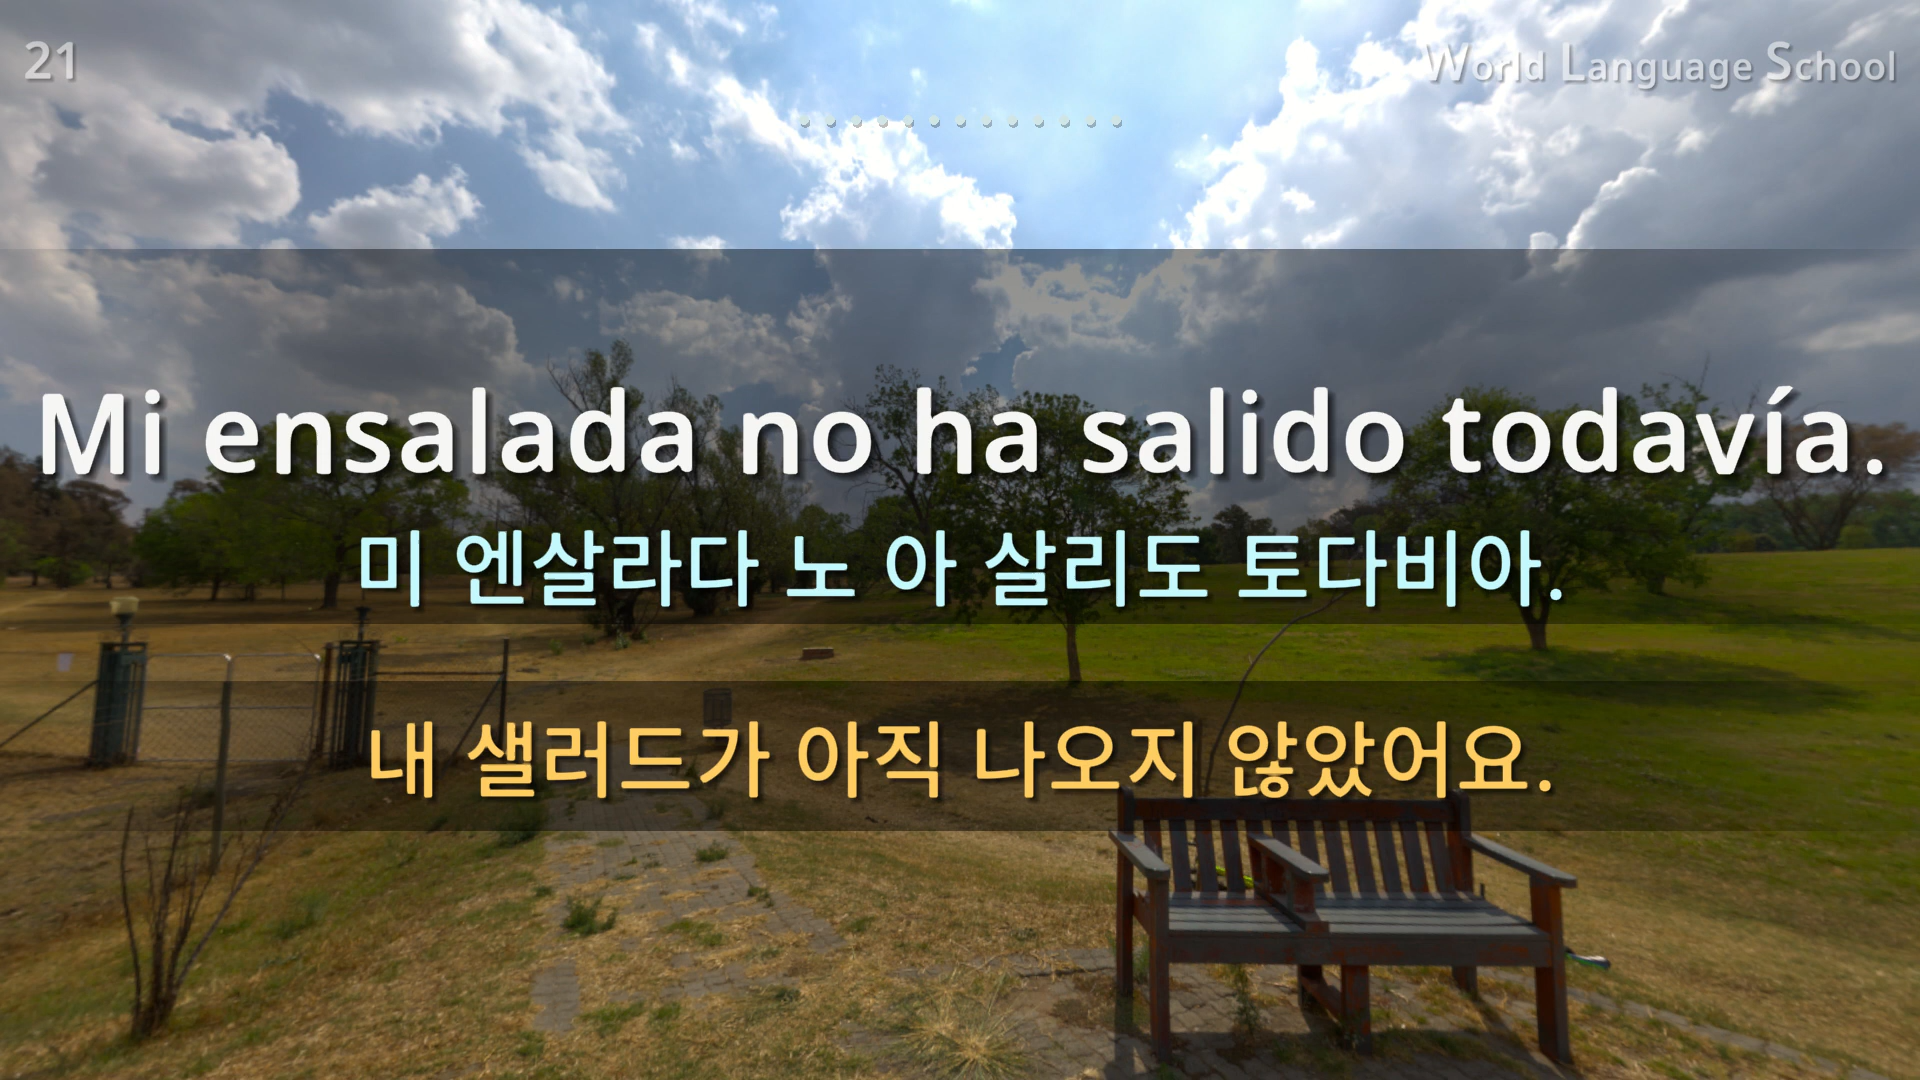 21
World Language School
Mi ensalada no ha salido todavía.
미 엔살라다 노 아 살리도 토다비아.
내 샐러드가 아직 나오지 않았어요.